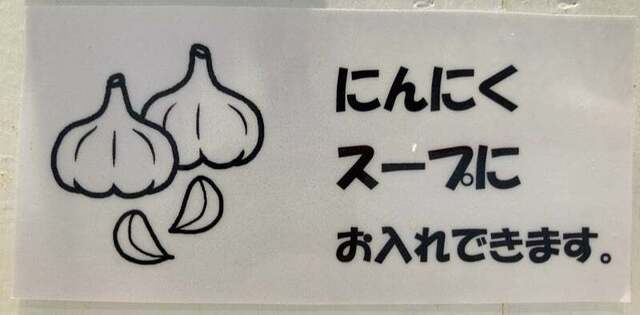 にんにく
スープに
お入れできます。